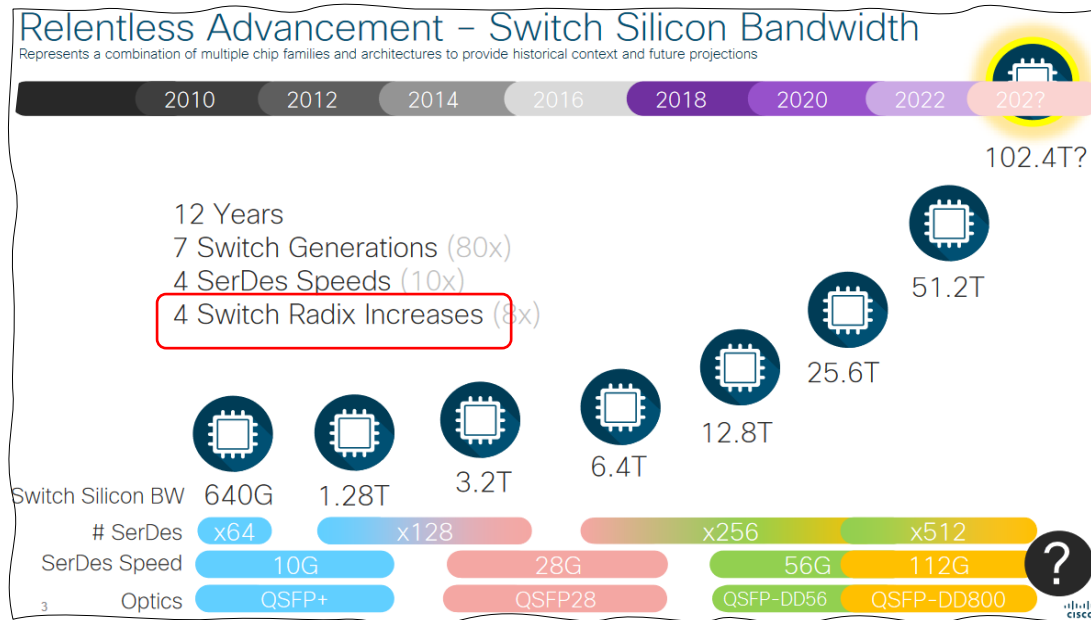 Relentless Advancement – Switch Silicon Bandwidth
Represents a combination of multiple chip families and architectures to provide historical context and future projections
2010 2012 2014 2016 2018 2020 2022 202?
102.4T?
12 Years
7 Switch Generations (80x)
4 SerDes Speeds (10x)
4 Switch Radix Increases (8x)
51.2T
25.6T
12.8T
6.4T
3.2T
Switch Silicon BW 640G 1.28T
# SerDes x64 x128 x256 x512
SerDes Speed 10G 28G 56G 112G
?
Optics QSFP+ QSFP28 QSFP-DD56 QSFP-DD800
3
CISCO